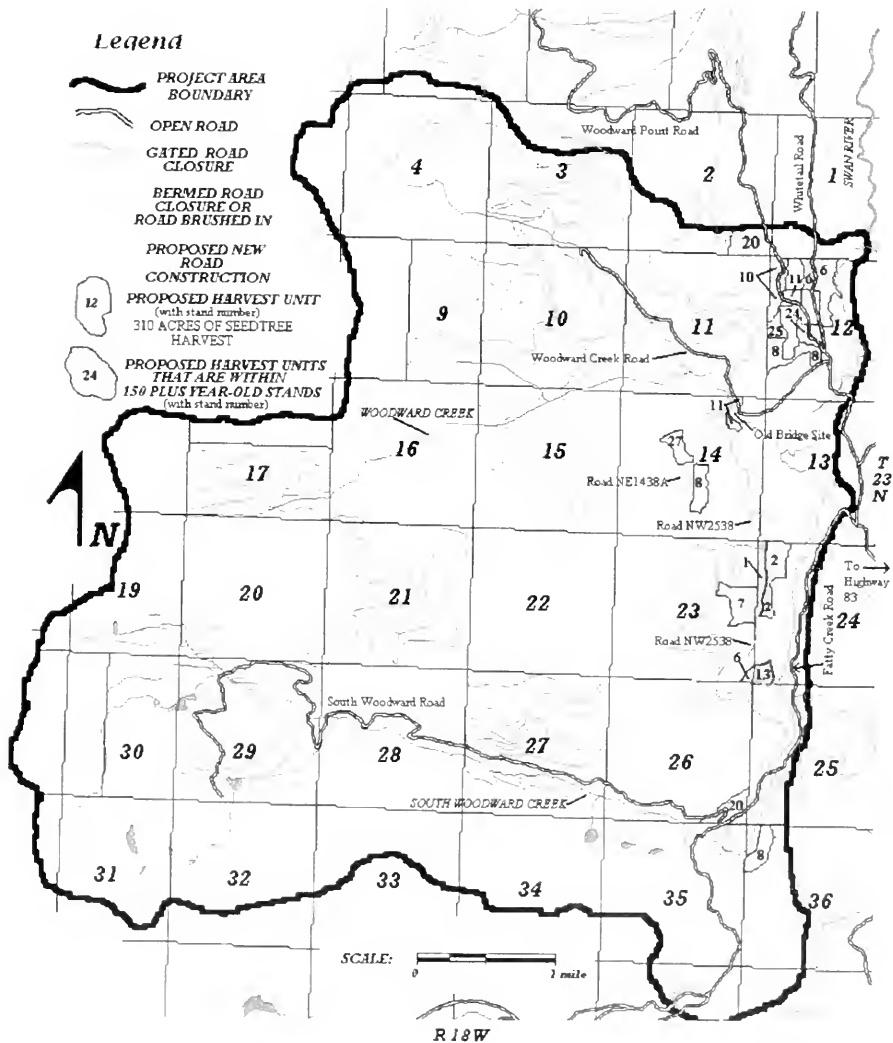 Legend
PROJECT AREA
BOUNDARY
OPEN ROAD
GATED ROAD
CLOSURE
BERMED ROAD
CLOSURE OR
ROAD BRUSHED IN
PROPOSED NEW
ROAD
CONSTRUCTION
12
PROPOSED HARVEST UNIT
(with stand number)
310 ACRES OF SEEDTREE
HARVEST
24
PROPOSED HARVEST UNITS
THAT ARE WITHIN
150 PLUS YEAR-OLD STANDS
(with stand number)
Woodward Point Road
Whitetail Road
SWAN RIVER
4
3
2
1
20
10
11
6
6
9
10
11
24
25
8
8
12
Woodward Creek Road
11
Old Bridge Site
WOODWARD CREEK
17
16
15
27
14
13
T
23
N
Road NE1438A
8
Road NW2538
N
To
Highway
83
1
2
19
20
21
22
23
7
2
24
Fatty Creek Road
Road NW2538
6
13
South Woodward Road
30
29
28
27
26
25
SOUTH WOODWARD CREEK
20
8
31
32
33
34
35
36
SCALE:
0
1 mile
R 18 W